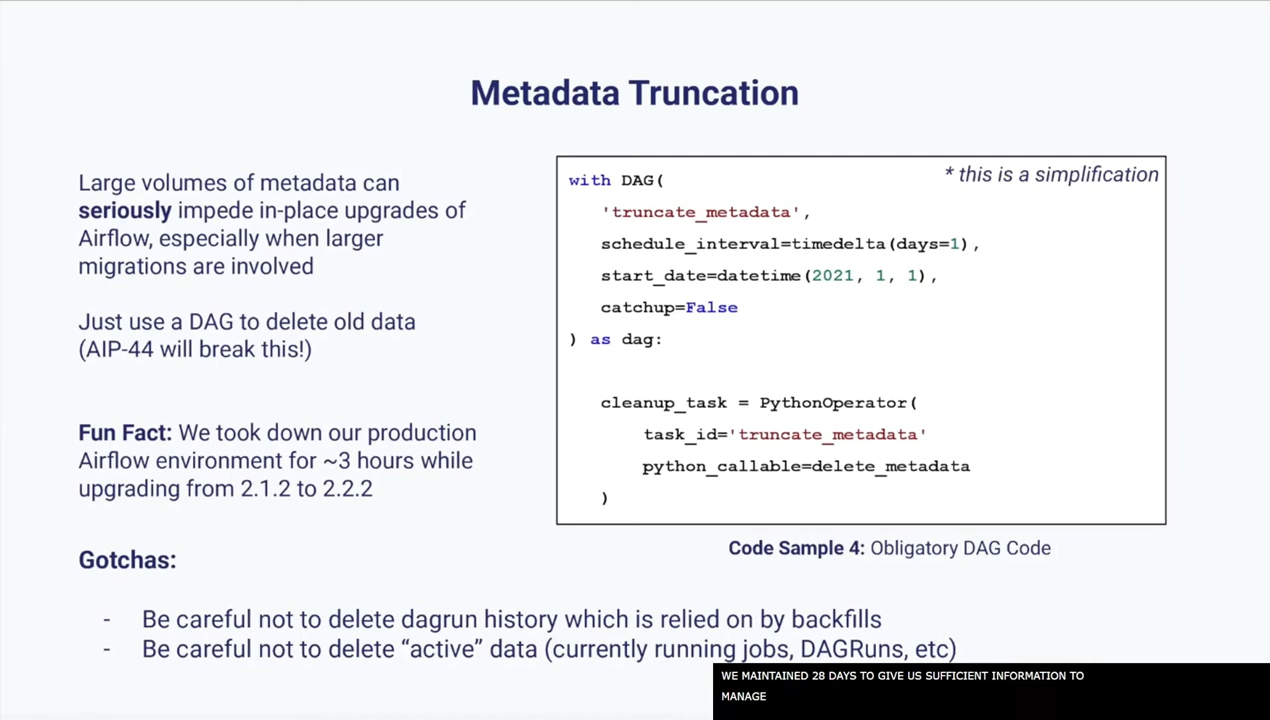 Metadata Truncation
Large volumes of metadata can
seriously impede in-place upgrades of
Airflow, especially when larger
migrations are involved
Just use a DAG to delete old data
(AIP-44 will break this!)
Fun Fact: We took down our production
Airflow environment for ~3 hours while
upgrading from 2.1.2 to 2.2.2
* this is a simplification
with DAG(
'truncate_metadata',
schedule_interval=timedelta(days=1),
start_date=datetime(2021, 1, 1),
catchup=False
) as dag:
cleanup_task = PythonOperator(
task_id='truncate_metadata'
python_callable=delete_metadata
)
Code Sample 4: Obligatory DAG Code
Gotchas:
- Be careful not to delete dagrun history which is relied on by backfills
- Be careful not to delete “active” data (currently running jobs, DAGRuns, etc)
WE MAINTAINED 28 DAYS TO GIVE US SUFFICIENT INFORMATION TO
MANAGE